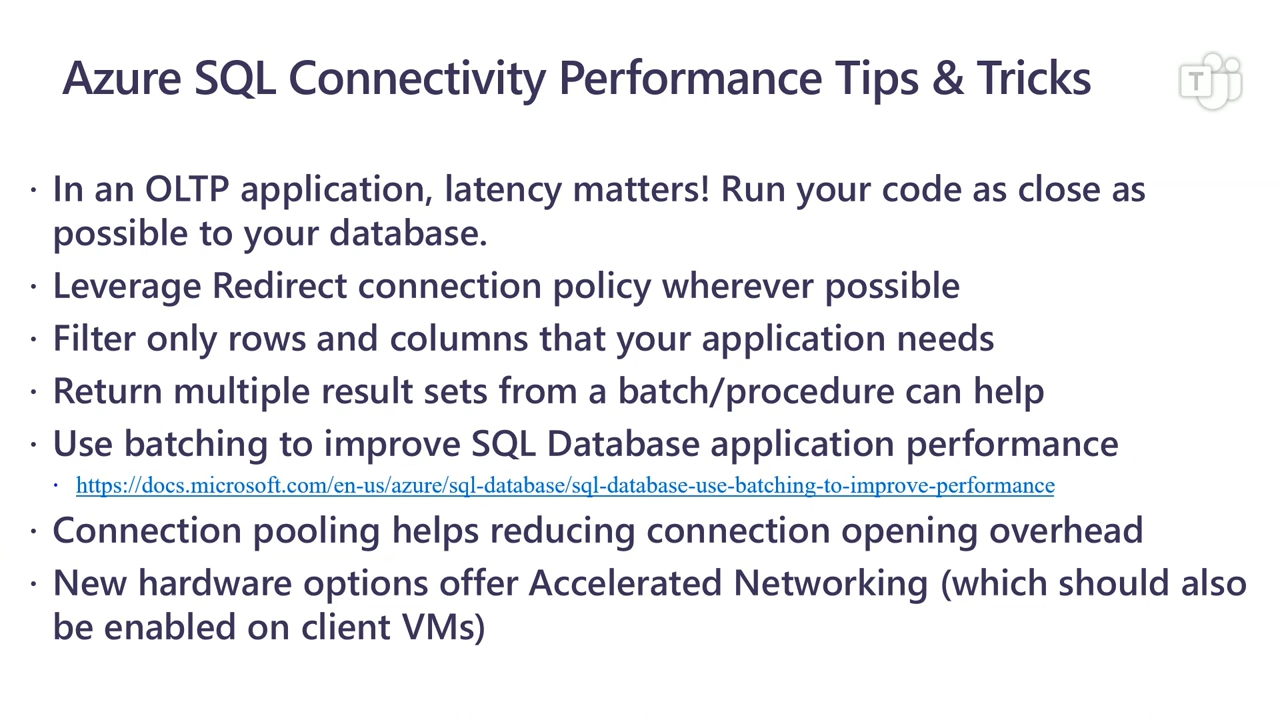 Azure SQL Connectivity Performance Tips & Tricks
T
· In an OLTP application, latency matters! Run your code as close as
possible to your database.
· Leverage Redirect connection policy wherever possible
· Filter only rows and columns that your application needs
· Return multiple result sets from a batch/procedure can help
· Use batching to improve SQL Database application performance
· https://docs.microsoft.com/en-us/azure/sql-database/sql-database-use-batching-to-improve-performance
· Connection pooling helps reducing connection opening overhead
· New hardware options offer Accelerated Networking (which should also
be enabled on client VMs)